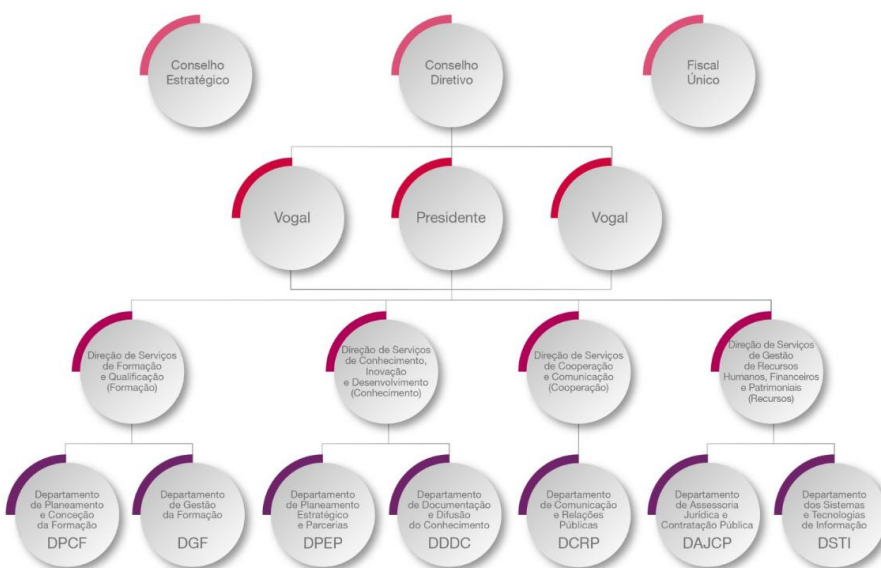 Conselho
Estratégico
Conselho
Diretivo
Fiscal
Único
Vogal
Presidente
Vogal
Direção de Serviços
de Formação
e Qualificação
(Formação)
Direção de Serviços
de Conhecimento,
Inovação
e Desenvolvimento
(Conhecimento)
Direção de Serviços
de Cooperação
e Comunicação
(Cooperação)
Direção de Serviços
de Gestão
de Recursos
Humanos, Financeiros
e Patrimoniais
(Recursos)
Departamento
de Planeamento
e Conceção
da Formação
DPCF
Departamento
de Gestão
da Formação
DGF
Departamento
de Planeamento
Estratégico
e Parcerias
DPEP
Departamento
de Documentação
e Difusão
do Conhecimento
DDDC
Departamento
de Comunicação
e Relações
Públicas
DCRP
Departamento
de Assessoria
Jurídica e
Contratação Pública
DAJCP
Departamento
dos Sistemas
e Tecnologias
de Informação
DSTI